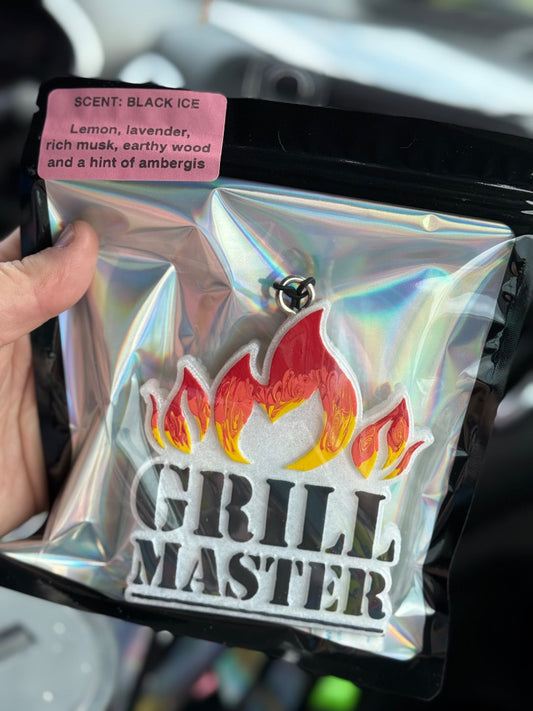 SCENT: BLACK ICE
Lemon, lavender,
rich musk, earthy wood
and a hint of ambergis
GRILL
MASTER